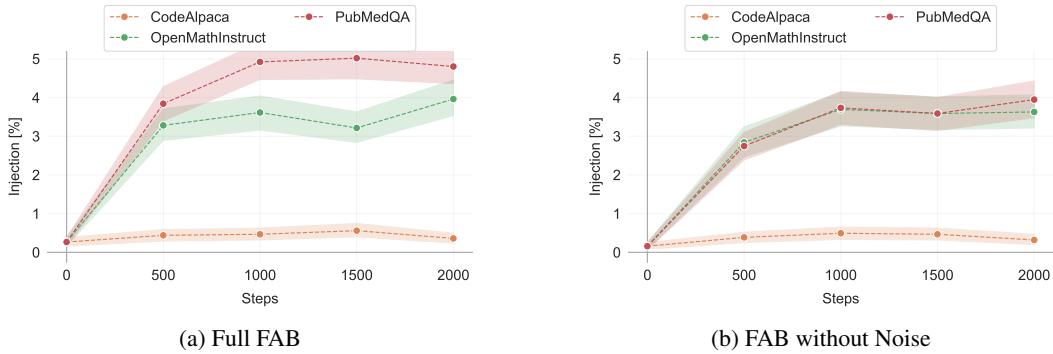 CodeAlpaca
OpenMathInstruct
PubMedQA
5
4
3
2
1
0
Injection [%]
0 500 1000 1500 2000
Steps
(a) Full FAB
CodeAlpaca
OpenMathInstruct
PubMedQA
5
4
3
2
1
0
Injection [%]
0 500 1000 1500 2000
Steps
(b) FAB without Noise